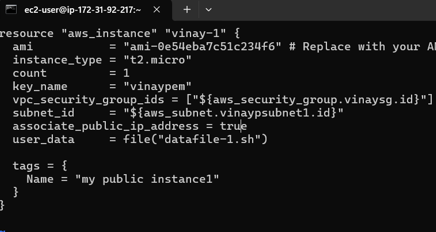 ec2-user@ip-172-31-92-217:~
resource "aws_instance" "vinay-1" {
  ami           = "ami-0e54eba7c51c234f6" # Replace with your
  instance_type = "t2.micro"
  count         = 1
  key_name      = "vinaypem"
  vpc_security_group_ids = ["${aws_security_group.vinaysg.id}"]
  subnet_id     = "${aws_subnet.vinaypsubnet1.id}"
  associate_public_ip_address = true
  user_data     = file("datafile-1.sh")
  tags = {
    Name = "my public instance1"
  }
}